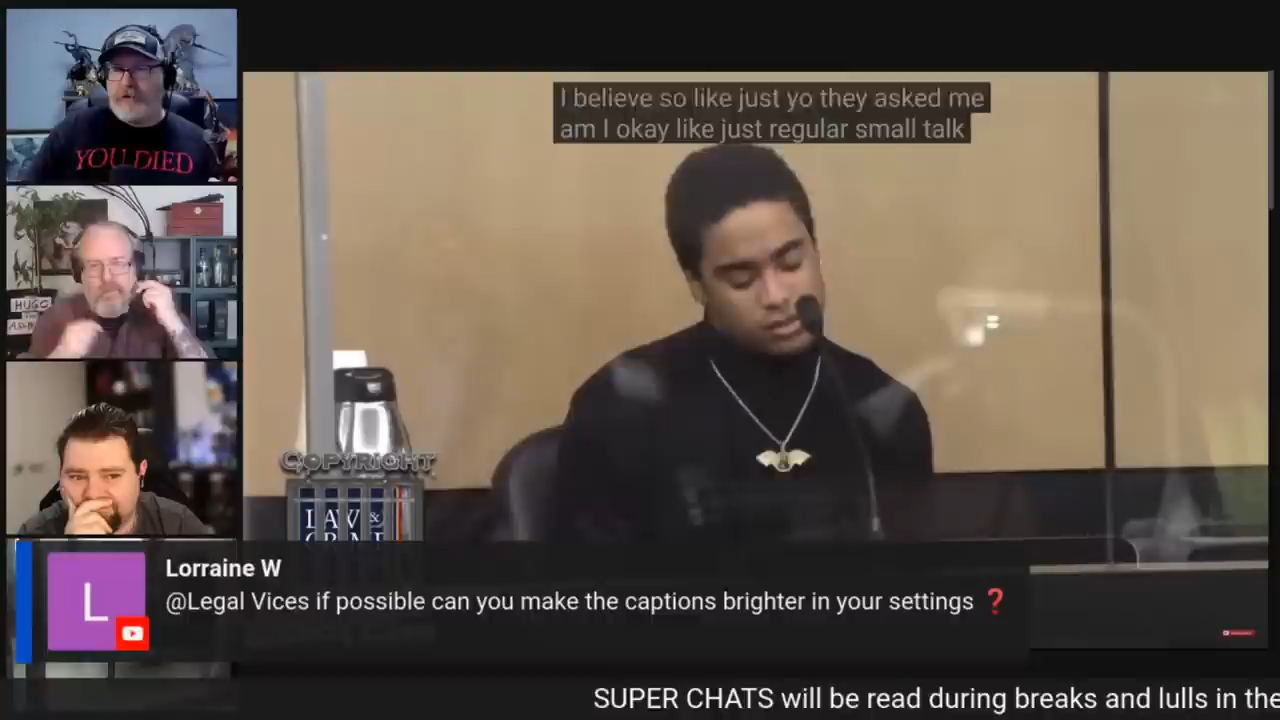 I believe so like just yo they asked me
am I okay like just regular small talk
YOU DIED
HUGO
COPYRIGHT
LAW &
CRIME
L
Lorraine W
@Legal Vices if possible can you make the captions brighter in your settings ❓
SUPER CHATS will be read during breaks and lulls in the